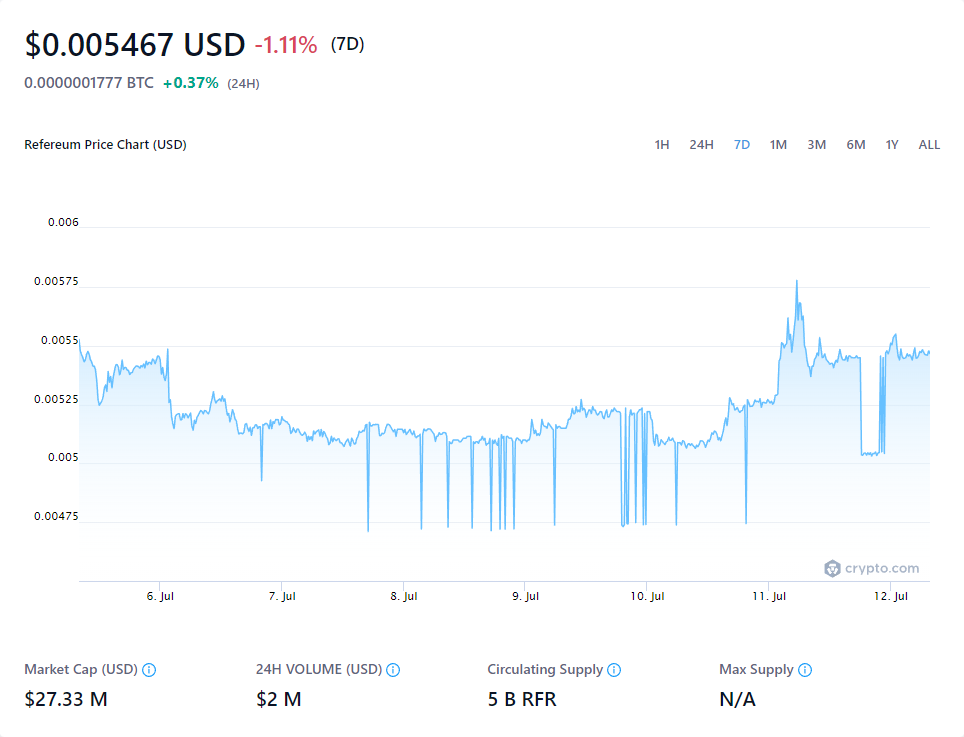 $0.005467 USD -1.11% (7D)
0.0000001777 BTC +0.37% (24H)
Refereum Price Chart (USD) 1H 24H 7D 1M 3M 6M 1Y ALL
0.006
0.00575
0.0055
0.00525
0.005
0.00475
crypto.com
6. Jul 7. Jul 8. Jul 9. Jul 10. Jul 11. Jul 12. Jul
Market Cap (USD) 24H VOLUME (USD) Circulating Supply Max Supply
$27.33 M $2 M 5 B RFR N/A